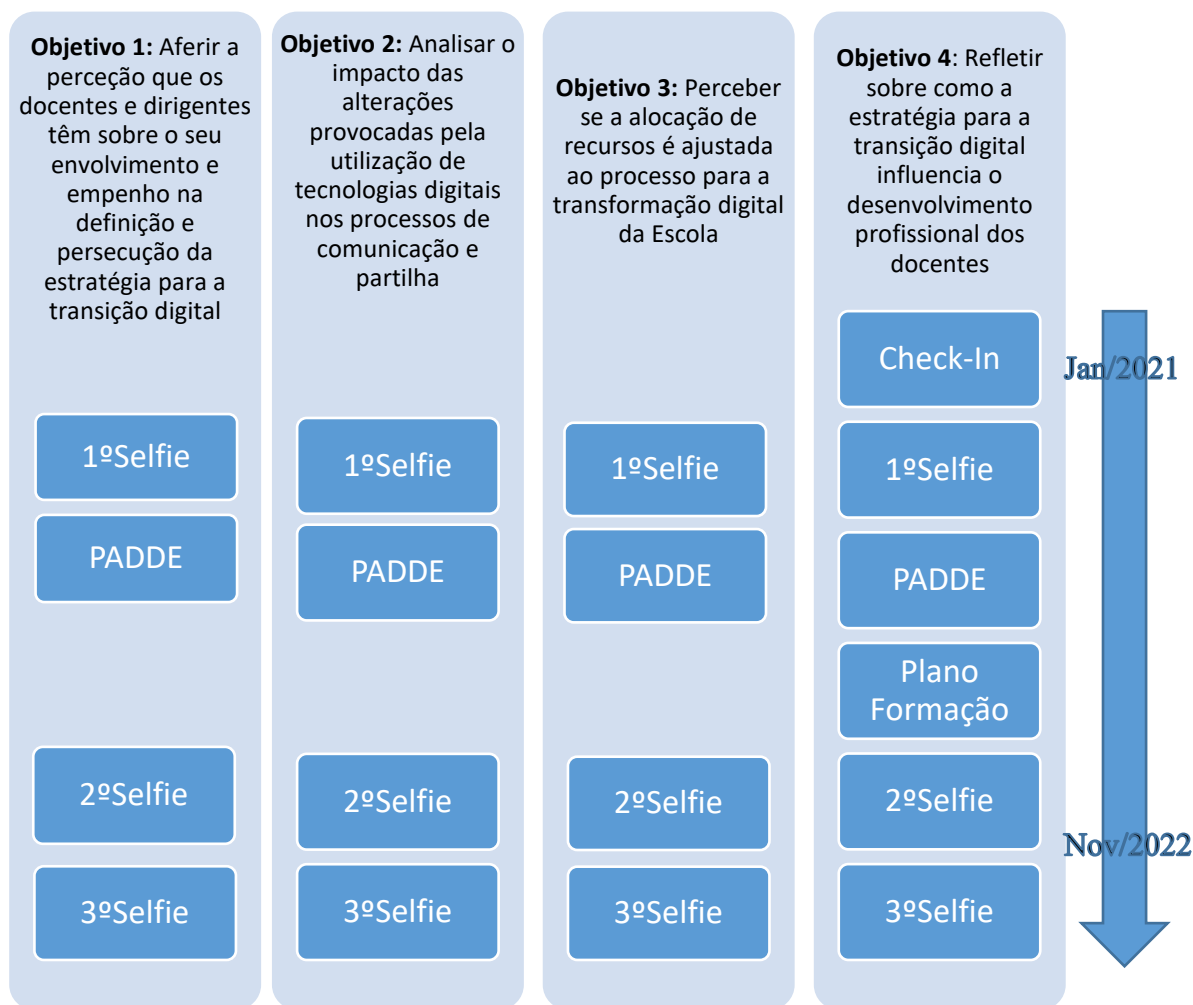 Objetivo 1: Aferir a
perceção que os
docentes e dirigentes
têm sobre o seu
envolvimento e
empenho na
definição e
persecução da
estratégia para a
transição digital
1ºSelfie
PADDE
2ºSelfie
3ºSelfie
Objetivo 2: Analisar o
impacto das
alterações
provocadas pela
utilização de
tecnologias digitais
nos processos de
comunicação e
partilha
1ºSelfie
PADDE
2ºSelfie
3ºSelfie
Objetivo 3: Perceber
se a alocação de
recursos é ajustada
ao processo para a
transformação digital
da Escola
1ºSelfie
PADDE
2ºSelfie
3ºSelfie
Objetivo 4: Refletir
sobre como a
estratégia para a
transição digital
influencia o
desenvolvimento
profissional dos
docentes
Check-In
1ºSelfie
PADDE
Plano
Formação
2ºSelfie
3ºSelfie
Jan/2021
Nov/2022